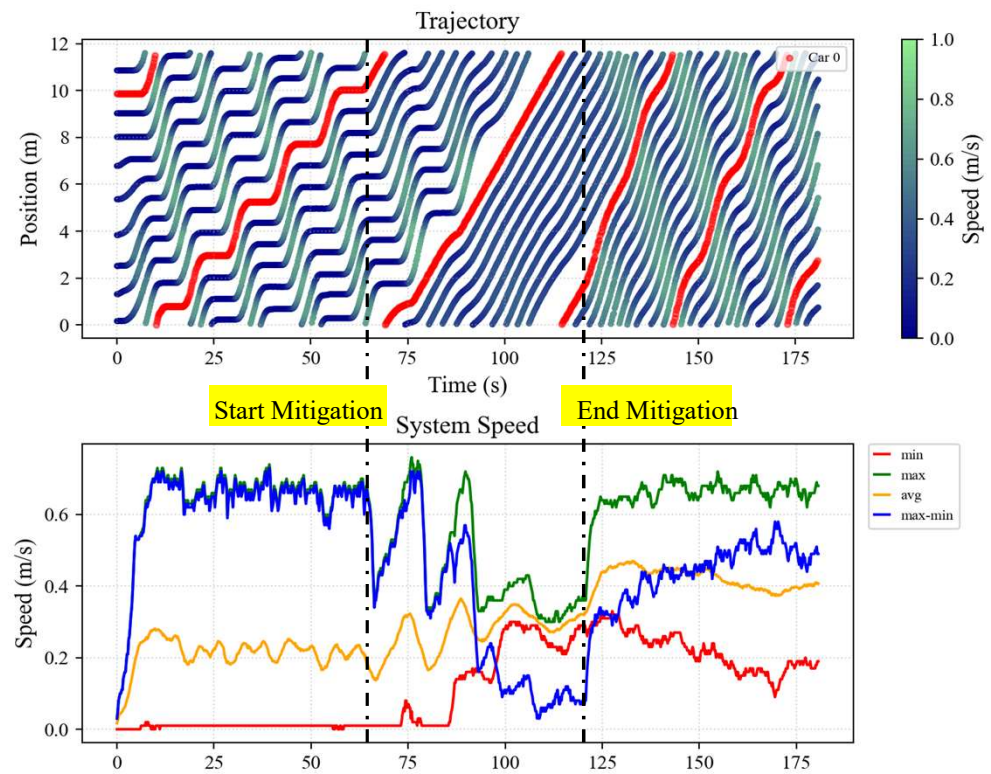 Trajectory
12
10
8
6
4
2
0
Position (m)
Car 0
0
25
50
75
100
125
150
175
Time (s)
1.0
0.8
0.6
0.4
0.2
0.0
Speed (m/s)
Start Mitigation
End Mitigation
System Speed
0.6
0.4
0.2
0.0
Speed (m/s)
min
max
avg
max-min
0
25
50
75
100
125
150
175